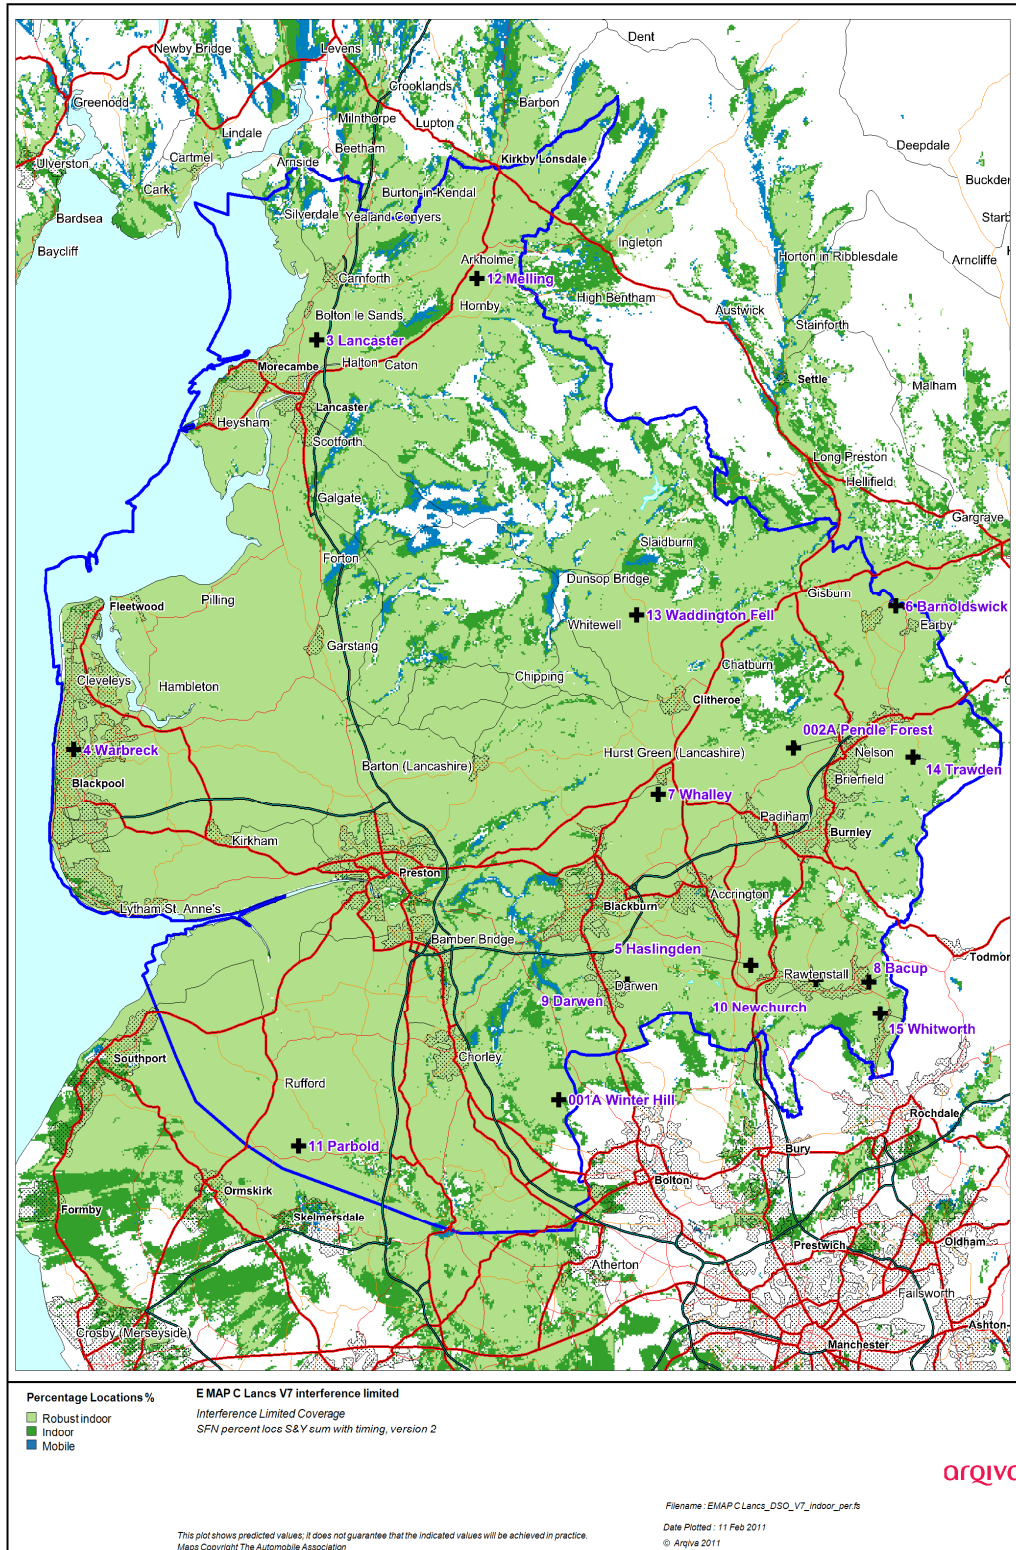 Dent
Newby Bridge
Levens
Crooklands
Greenodd
Barbon
Milnthorpe
Lupton
Lindale
Deepdale
Beetham
Cartmel
Kirkby Lonsdale
Ulverston
Arnside
Cark
Burton-in-Kendal
Buckder
Bardsea
Silverdale
Yealand Conyers
Starb
Ingleton
Baycliff
Horton in Ribblesdale
Arkholme
Arncliffe
Carnforth
12 Melling
High Bentham
Hornby
Austwick
Bolton le Sands
Stainforth
3 Lancaster
Morecambe
Halton
Caton
Settle
Malham
Lancaster
Heysham
Scotforth
Long Preston
Hellifield
Galgate
Gargrave
Slaidburn
Forton
Dunsop Bridge
Gisburn
Pilling
Fleetwood
13 Waddington Fell
6 Barnoldswick
Whitewell
Earby
Garstang
Chatburn
Chipping
Cleveleys
Hambleton
Clitheroe
002A Pendle Forest
4 Warbreck
Hurst Green (Lancashire)
Nelson
Barton (Lancashire)
14 Trawden
Blackpool
Brierfield
7 Whalley
Padiham
Burnley
Kirkham
Preston
Accrington
Blackburn
Lytham St. Anne's
Bamber Bridge
5 Haslingden
Todmor
8 Bacup
Rawtenstall
Darwen
9 Darwen
10 Newchurch
15 Whitworth
Southport
Chorley
Rufford
001A Winter Hill
Rochdale
11 Parbold
Bury
Bolton
Ormskirk
Formby
Skelmersdale
Prestwich
Oldham
Atherton
Failsworth
Crosby (Merseyside)
Ashton-
Manchester
Percentage Locations %
Robust indoor
Indoor
Mobile
E MAP C Lancs V7 interference limited
Interference Limited Coverage
SFN percent locs S&Y sum with timing, version 2
arqiva
Filename : EMAP C Lancs_DSO_V7_indoor_per.fs
Date Plotted : 11 Feb 2011
© Arqiva 2011
This plot shows predicted values; it does not guarantee that the indicated values will be achieved in practice.
Maps Copyright The Automobile Association